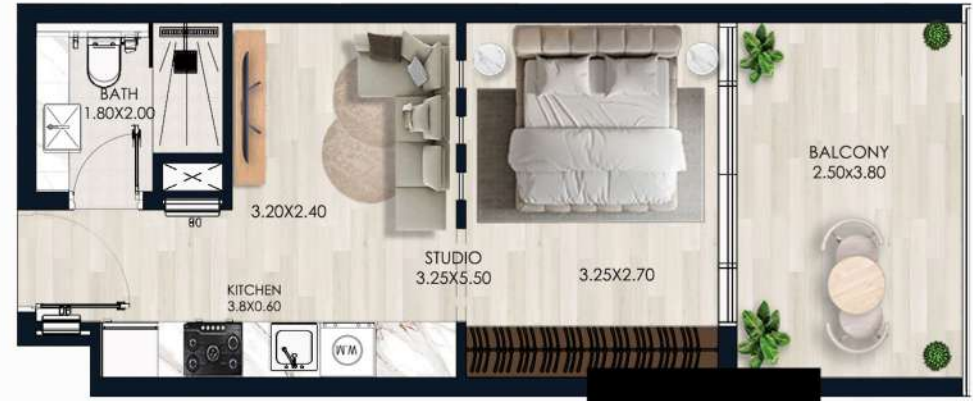 BATH
1.80X2.00
DB
3.20X2.40
STUDIO
3.25X5.50
KITCHEN
3.8X0.60
W.M
3.25X2.70
BALCONY
2.50x3.80